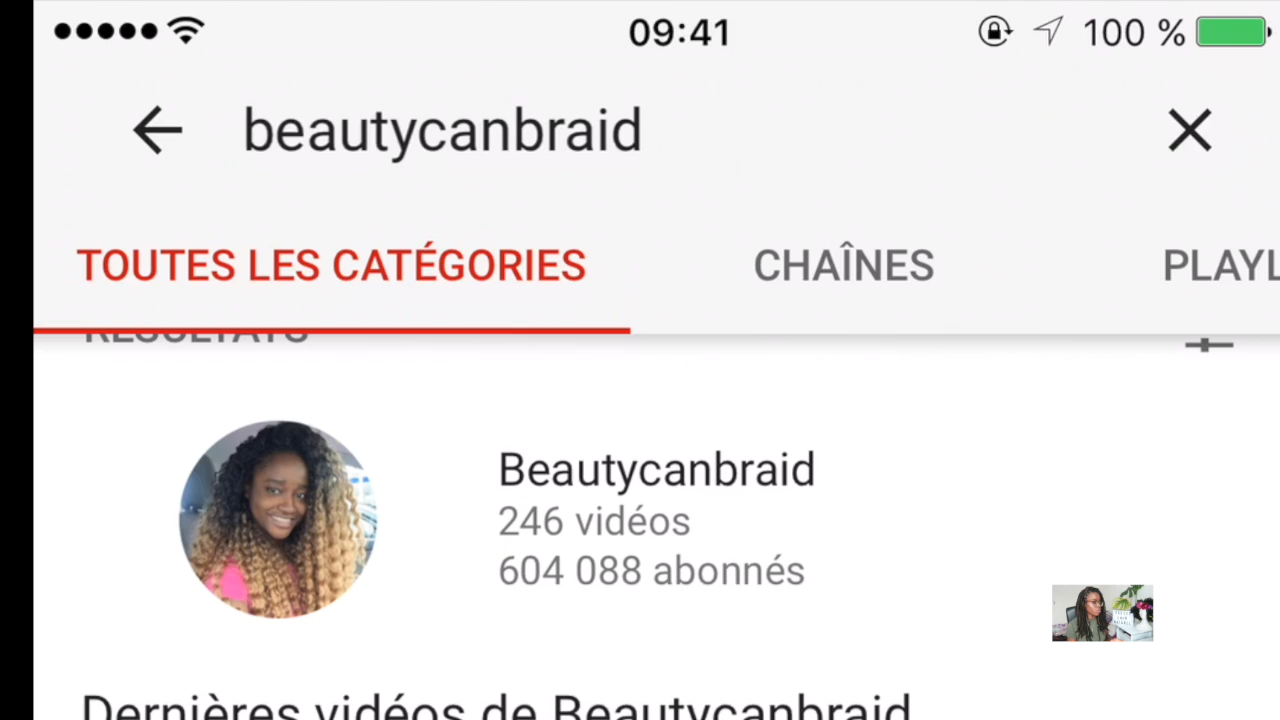 09:41
100 %
beautycanbraid
TOUTES LES CATÉGORIES
CHAÎNES
PLAYL
RÉSULTATS
Beautycanbraid
246 vidéos
604 088 abonnés
Dernières vidéos de Beautycanbraid